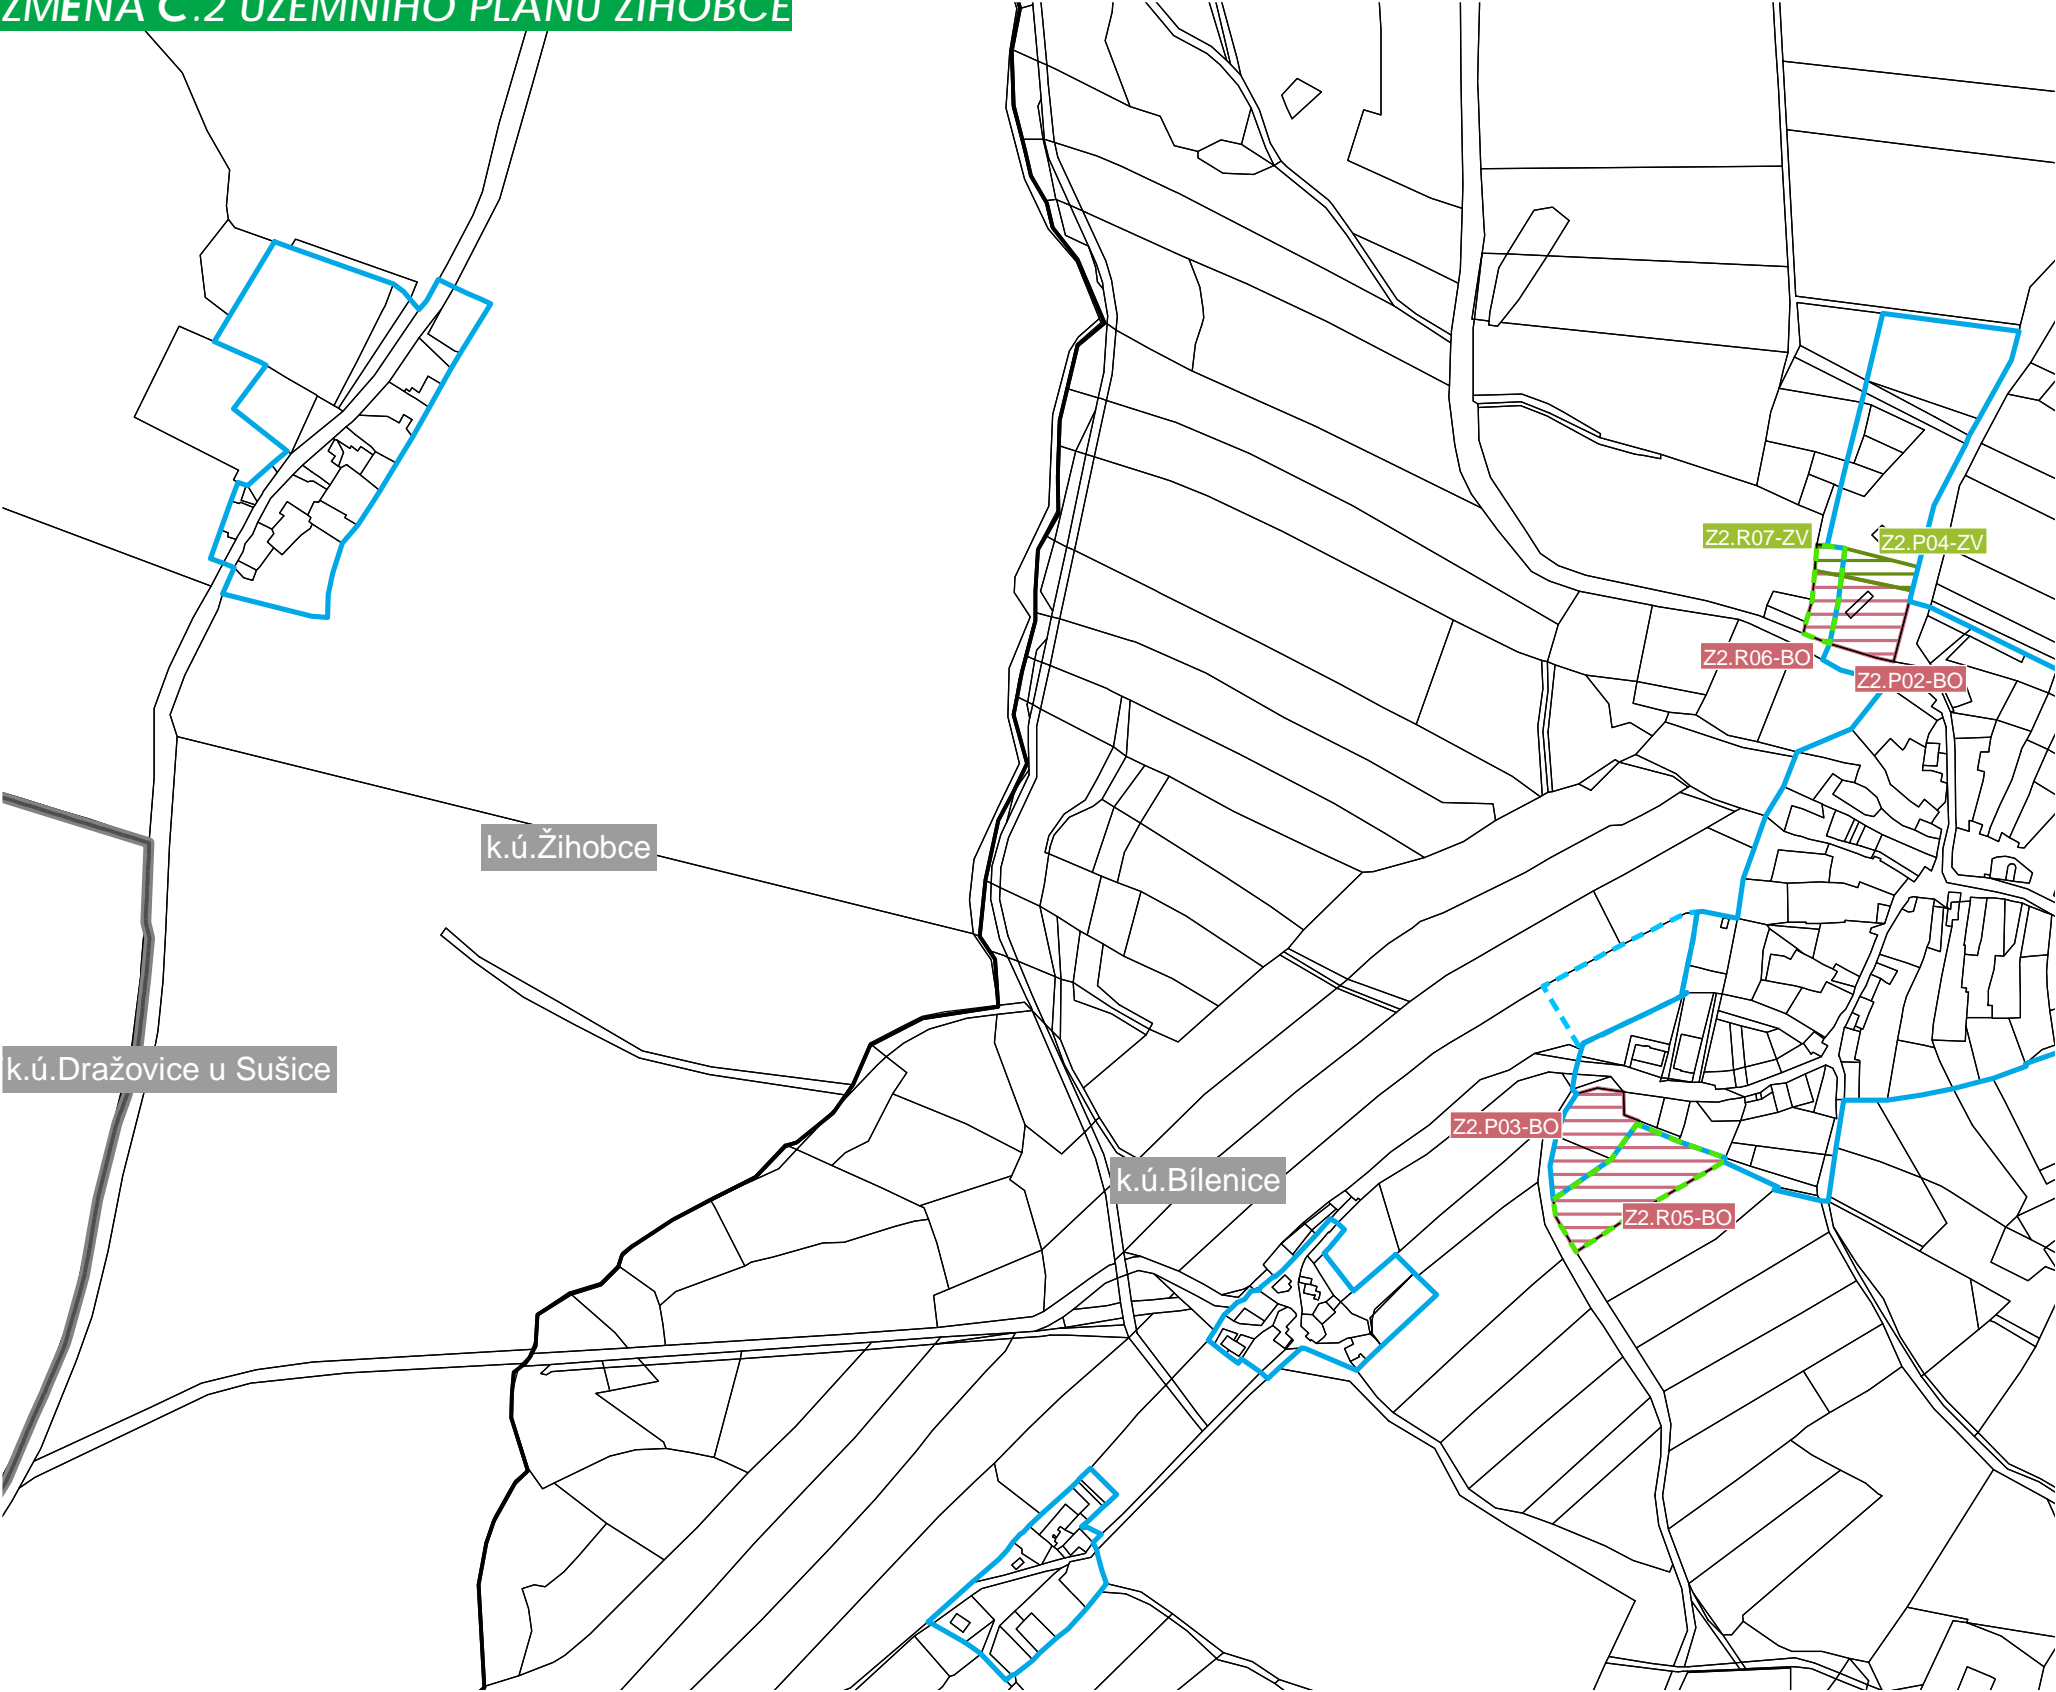 ZMENA C.2 ÚZEMNÍHO PLÁNU ŽIHOBCE
Z2.R07-ZV
Z2.P04-ZV
Z2.R06-BO
Z2.P02-BO
k.ú.Žihobce
k.ú.Dražovice u Sušice
Z2.P03-BO
k.ú.Bílenice
Z2.R05-BO